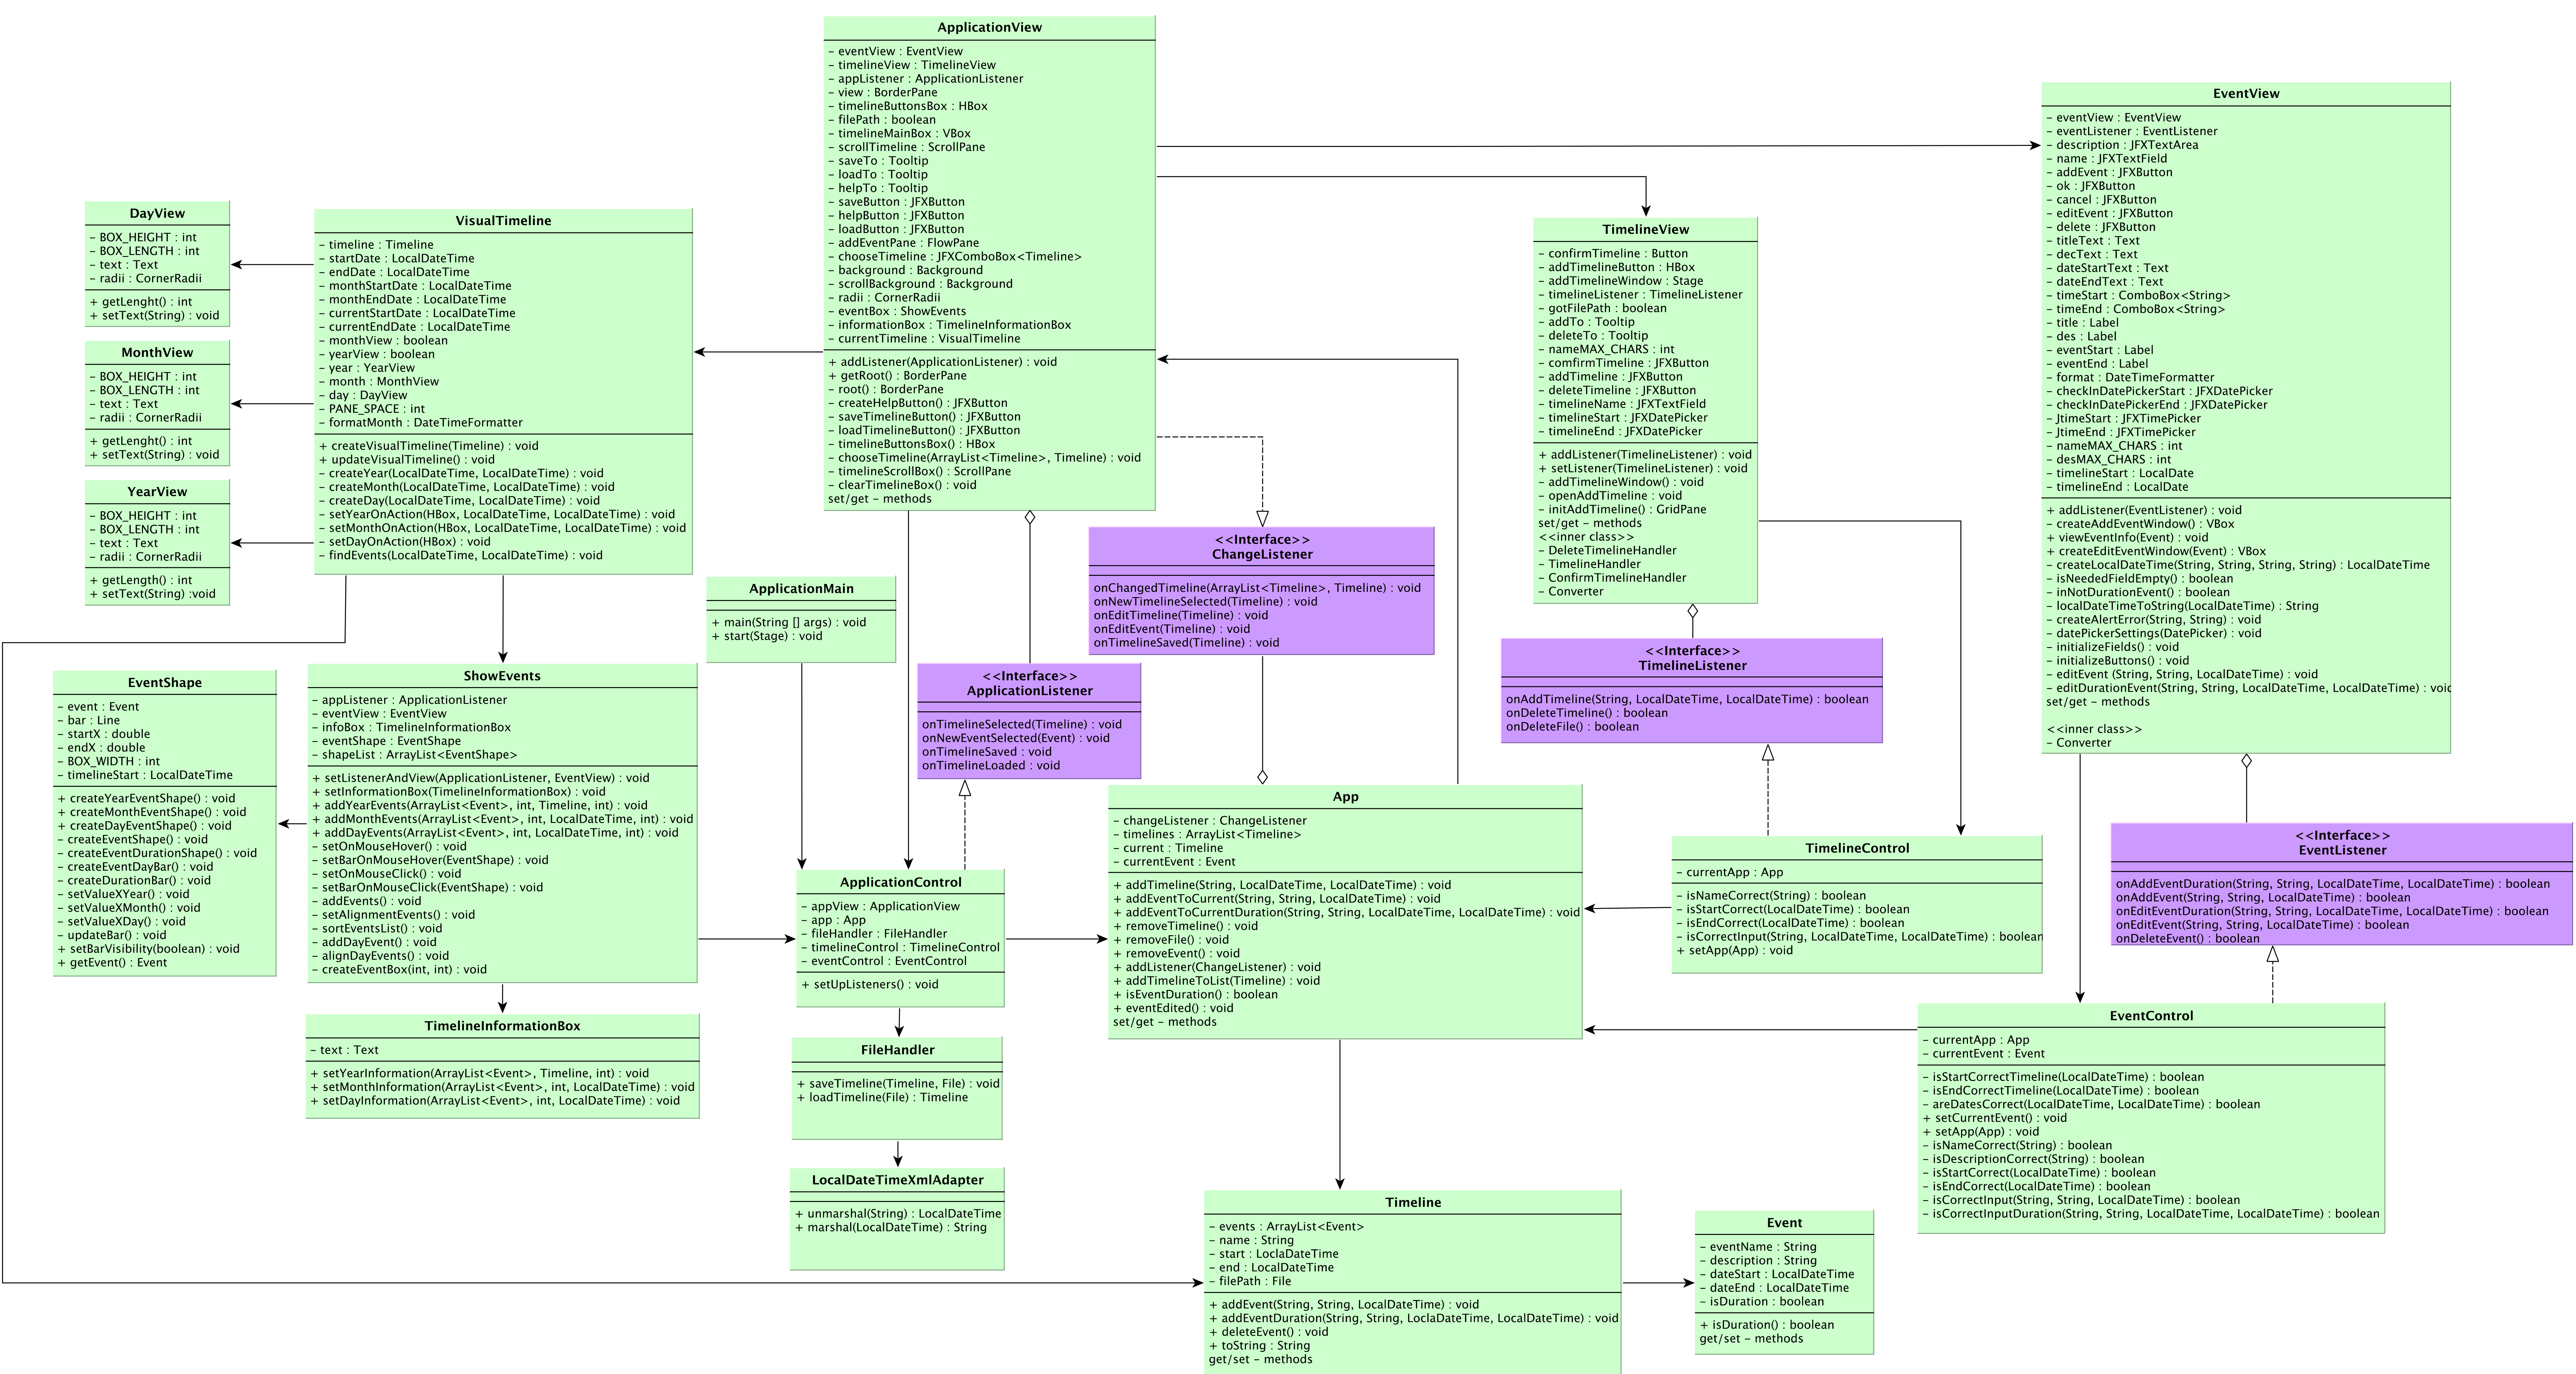 ApplicationView
– eventView : EventView
– timelineView : TimelineView
– appListener : ApplicationListener
– view : BorderPane
– timelineButtonsBox : HBox
– filePath : boolean
– timelineMainBox : VBox
– scrollTimeline : ScrollPane
– saveTo : Tooltip
– loadTo : Tooltip
– helpTo : Tooltip
– saveButton : JFXButton
– helpButton : JFXButton
– loadButton : JFXButton
– addEventPane : FlowPane
– chooseTimeline : JFXComboBox<Timeline>
– background : Background
– scrollBackground : Background
– radii : CornerRadii
– eventBox : ShowEvents
– informationBox : TimelineInformationBox
– currentTimeline : VisualTimeline
+ addListener(ApplicationListener) : void
+ getRoot() : BorderPane
– root() : BorderPane
– createHelpButton() : JFXButton
– saveTimelineButton() : JFXButton
– loadTimelineButton() : JFXButton
– timelineButtonsBox() : HBox
– chooseTimeline(ArrayList<Timeline>, Timeline) : void
– timelineScrollBox() : ScrollPane
– clearTimelineBox() : void
set/get – methods
EventView
– eventView : EventView
– eventListener : EventListener
– description : JFXTextArea
– name : JFXTextField
– addEvent : JFXButton
– ok : JFXButton
– cancel : JFXButton
– editEvent : JFXButton
– delete : JFXButton
– titleText : Text
– decText : Text
– dateStartText : Text
– dateEndText : Text
– timeStart : ComboBox<String>
– timeEnd : ComboBox<String>
– title : Label
– des : Label
– eventStart : Label
– eventEnd : Label
– format : DateTimeFormatter
– checkInDatePickerStart : JFXDatePicker
– checkInDatePickerEnd : JFXDatePicker
– JtimeStart : JFXTimePicker
– JtimeEnd : JFXTimePicker
– nameMAX_CHARS : int
– desMAX_CHARS : int
– timelineStart : LocalDate
– timelineEnd : LocalDate
+ addListener(EventListener) : void
– createAddEventWindow() : VBox
+ viewEventInfo(Event) : void
+ createEditEventWindow(Event) : VBox
– createLocalDateTime(String, String, String, String) : LocalDateTime
– isNeededFieldEmpty() : boolean
– inNotDurationEvent() : boolean
– localDateTimeToString(LocalDateTime) : String
– createAlertError(String, String) : void
– datePickerSettings(DatePicker) : void
– initializeFields() : void
– initializeButtons() : void
– editEvent (String, String, LocalDateTime) : void
– editDurationEvent(String, String, LocalDateTime, LocalDateTime) : void
set/get – methods
<<inner class>>
– Converter
DayView
– BOX_HEIGHT : int
– BOX_LENGTH : int
– text : Text
– radii : CornerRadii
+ getLenght() : int
+ setText(String) : void
MonthView
– BOX_HEIGHT : int
– BOX_LENGTH : int
– text : Text
– radii : CornerRadii
+ getLenght() : int
+ setText(String) : void
YearView
– BOX_HEIGHT : int
– BOX_LENGTH : int
– text : Text
– radii : CornerRadii
+ getLength() : int
+ setText(String) :void
VisualTimeline
– timeline : Timeline
– startDate : LocalDateTime
– endDate : LocalDateTime
– monthStartDate : LocalDateTime
– monthEndDate : LocalDateTime
– currentStartDate : LocalDateTime
– currentEndDate : LocalDateTime
– monthView : boolean
– yearView : boolean
– year : YearView
– month : MonthView
– day : DayView
– PANE_SPACE : int
– formatMonth : DateTimeFormatter
+ createVisualTimeline(Timeline) : void
+ updateVisualTimeline() : void
– createYear(LocalDateTime, LocalDateTime) : void
– createMonth(LocalDateTime, LocalDateTime) : void
– createDay(LocalDateTime, LocalDateTime) : void
– setYearOnAction(HBox, LocalDateTime, LocalDateTime) : void
– setMonthOnAction(HBox, LocalDateTime, LocalDateTime) : void
– setDayOnAction(HBox) : void
– findEvents(LocalDateTime, LocalDateTime) : void
TimelineView
– confirmTimeline : Button
– addTimelineButton : HBox
– addTimelineWindow : Stage
– timelineListener : TimelineListener
– gotFilePath : boolean
– addTo : Tooltip
– deleteTo : Tooltip
– nameMAX_CHARS : int
– comfirmTimeline : JFXButton
– addTimeline : JFXButton
– deleteTimeline : JFXButton
– timelineName : JFXTextField
– timelineStart : JFXDatePicker
– timelineEnd : JFXDatePicker
+ addListener(TimelineListener) : void
+ setListener(TimelineListener) : void
– addTimelineWindow() : void
– openAddTimeline : void
– initAddTimeline() : GridPane
set/get – methods
<<inner class>>
– DeleteTimelineHandler
– TimelineHandler
– ConfirmTimelineHandler
– Converter
<<Interface>>
ChangeListener
onChangedTimeline(ArrayList<Timeline>, Timeline) : void
onNewTimelineSelected(Timeline) : void
onEditTimeline(Timeline) : void
onEditEvent(Timeline) : void
onTimelineSaved(Timeline) : void
ApplicationMain
+ main(String [] args) : void
+ start(Stage) : void
<<Interface>>
ApplicationListener
onTimelineSelected(Timeline) : void
onNewEventSelected(Event) : void
onTimelineSaved : void
onTimelineLoaded : void
<<Interface>>
TimelineListener
onAddTimeline(String, LocalDateTime, LocalDateTime) : boolean
onDeleteTimeline() : boolean
onDeleteFile() : boolean
EventShape
– event : Event
– bar : Line
– startX : double
– endX : double
– BOX_WIDTH : int
– timelineStart : LocalDateTime
+ createYearEventShape() : void
+ createMonthEventShape() : void
+ createDayEventShape() : void
– createEventShape() : void
– createEventDurationShape() : void
– createEventDayBar() : void
– createDurationBar() : void
– setValueXYear() : void
– setValueXMonth() : void
– setValueXDay() : void
– updateBar() : void
+ setBarVisibility(boolean) : void
+ getEvent() : Event
ShowEvents
– appListener : ApplicationListener
– eventView : EventView
– infoBox : TimelineInformationBox
– eventShape : EventShape
– shapeList : ArrayList<EventShape>
+ setListenerAndView(ApplicationListener, EventView) : void
+ setInformationBox(TimelineInformationBox) : void
+ addYearEvents(ArrayList<Event>, int, Timeline, int) : void
+ addMonthEvents(ArrayList<Event>, int, LocalDateTime, int) : void
+ addDayEvents(ArrayList<Event>, int, LocalDateTime, int) : void
– setOnMouseHover() : void
– setBarOnMouseHover(EventShape) : void
– setOnMouseClick() : void
– setBarOnMouseClick(EventShape) : void
– addEvents() : void
– setAlignmentEvents() : void
– sortEventsList() : void
– addDayEvent() : void
– alignDayEvents() : void
– createEventBox(int, int) : void
App
– changeListener : ChangeListener
– timelines : ArrayList<Timeline>
– current : Timeline
– currentEvent : Event
+ addTimeline(String, LocalDateTime, LocalDateTime) : void
+ addEventToCurrent(String, String, LocalDateTime) : void
+ addEventToCurrentDuration(String, String, LocalDateTime, LocalDateTime) : void
+ removeTimeline() : void
+ removeFile() : void
+ removeEvent() : void
+ addListener(ChangeListener) : void
+ addTimelineToList(Timeline) : void
+ isEventDuration() : boolean
+ eventEdited() : void
set/get – methods
TimelineControl
– currentApp : App
– isNameCorrect(String) : boolean
– isStartCorrect(LocalDateTime) : boolean
– isEndCorrect(LocalDateTime) : boolean
– isCorrectInput(String, LocalDateTime, LocalDateTime) : boolean
+ setApp(App) : void
<<Interface>>
EventListener
onAddEventDuration(String, String, LocalDateTime, LocalDateTime) : boolean
onAddEvent(String, String, LocalDateTime) : boolean
onEditEventDuration(String, String, LocalDateTime, LocalDateTime) : boolean
onEditEvent(String, String, LocalDateTime) : boolean
onDeleteEvent() : boolean
ApplicationControl
– appView : ApplicationView
– app : App
– fileHandler : FileHandler
– timelineControl : TimelineControl
– eventControl : EventControl
+ setUpListeners() : void
TimelineInformationBox
– text : Text
+ setYearInformation(ArrayList<Event>, Timeline, int) : void
+ setMonthInformation(ArrayList<Event>, int, LocalDateTime) : void
+ setDayInformation(ArrayList<Event>, int, LocalDateTime) : void
FileHandler
+ saveTimeline(Timeline, File) : void
+ loadTimeline(File) : Timeline
EventControl
– currentApp : App
– currentEvent : Event
– isStartCorrectTimeline(LocalDateTime) : boolean
– isEndCorrectTimeline(LocalDateTime) : boolean
– areDatesCorrect(LocalDateTime, LocalDateTime) : boolean
+ setCurrentEvent() : void
+ setApp(App) : void
– isNameCorrect(String) : boolean
– isDescriptionCorrect(String) : boolean
– isStartCorrect(LocalDateTime) : boolean
– isEndCorrect(LocalDateTime) : boolean
– isCorrectInput(String, String, LocalDateTime) : boolean
– isCorrectInputDuration(String, String, LocalDateTime, LocalDateTime) : boolean
LocalDateTimeXmlAdapter
+ unmarshal(String) : LocalDateTime
+ marshal(LocalDateTime) : String
Timeline
– events : ArrayList<Event>
– name : String
– start : LoclaDateTime
– end : LocalDateTime
– filePath : File
+ addEvent(String, String, LocalDateTime) : void
+ addEventDuration(String, String, LoclaDateTime, LocalDateTime) : void
+ deleteEvent() : void
+ toString : String
get/set – methods
Event
– eventName : String
– description : String
– dateStart : LocalDateTime
– dateEnd : LocalDateTime
– isDuration : boolean
+ isDuration() : boolean
get/set – methods